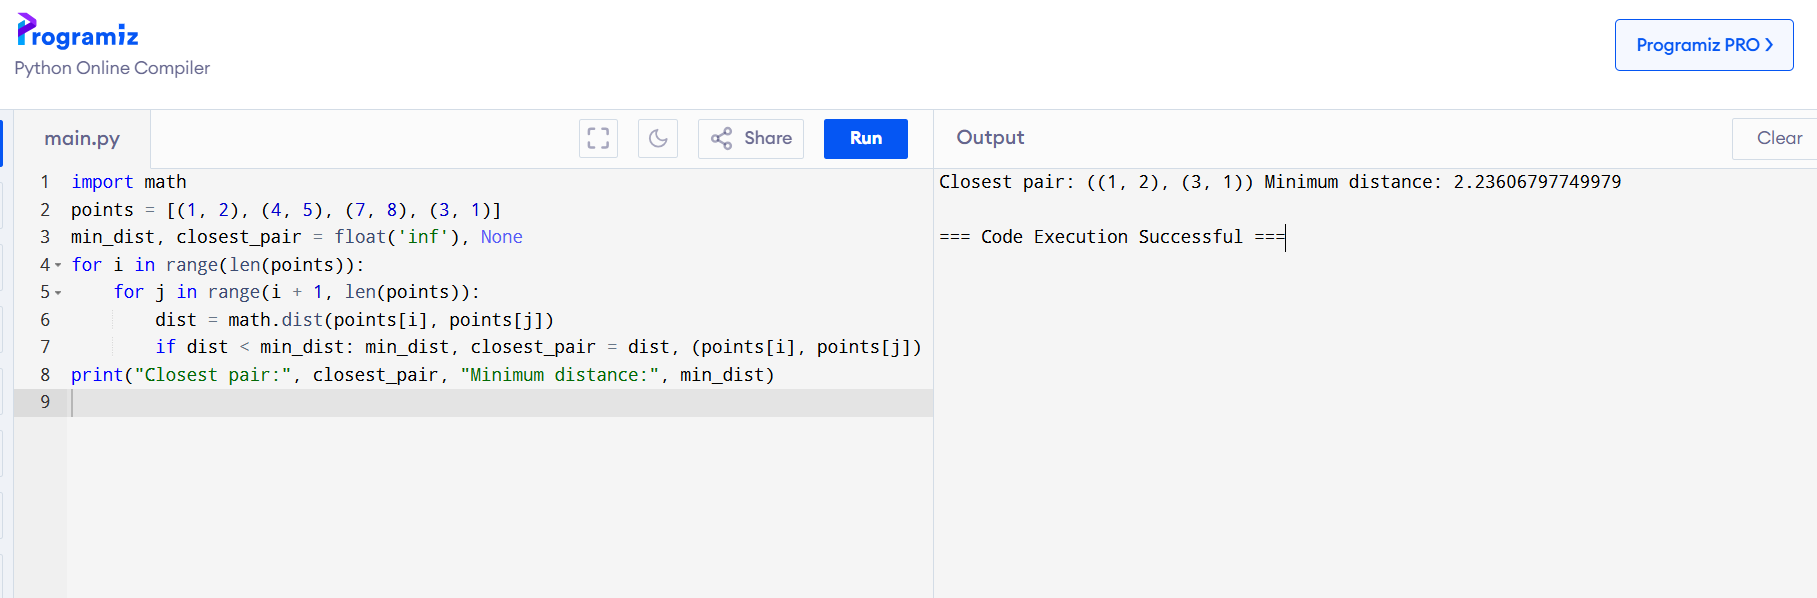 Programiz
Python Online Compiler
Programiz PRO ›
main.py
Share
Run
Output
Clear
1 import math
2 points = [(1, 2), (4, 5), (7, 8), (3, 1)]
3 min_dist, closest_pair = float('inf'), None
4 for i in range(len(points)):
5     for j in range(i + 1, len(points)):
6         dist = math.dist(points[i], points[j])
7         if dist < min_dist: min_dist, closest_pair = dist, (points[i], points[j])
8 print("Closest pair:", closest_pair, "Minimum distance:", min_dist)
9
Closest pair: ((1, 2), (3, 1)) Minimum distance: 2.23606797749979
=== Code Execution Successful ===